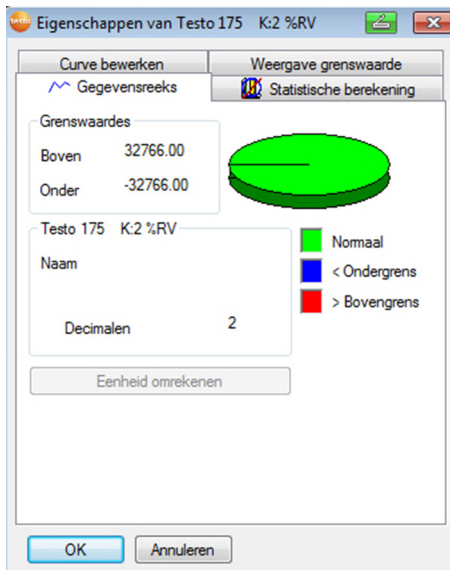 testo Eigenschappen van Testo 175 K:2 %RV
Curve bewerken
Weergave grenswaarde
Gegevensreeks
Statistische berekening
Grenswaardes
Boven 32766.00
Onder -32766.00
Testo 175 K:2 %RV
Naam
Decimalen 2
Normaal
< Ondergrens
> Bovengrens
Eenheid omrekenen
OK
Annuleren